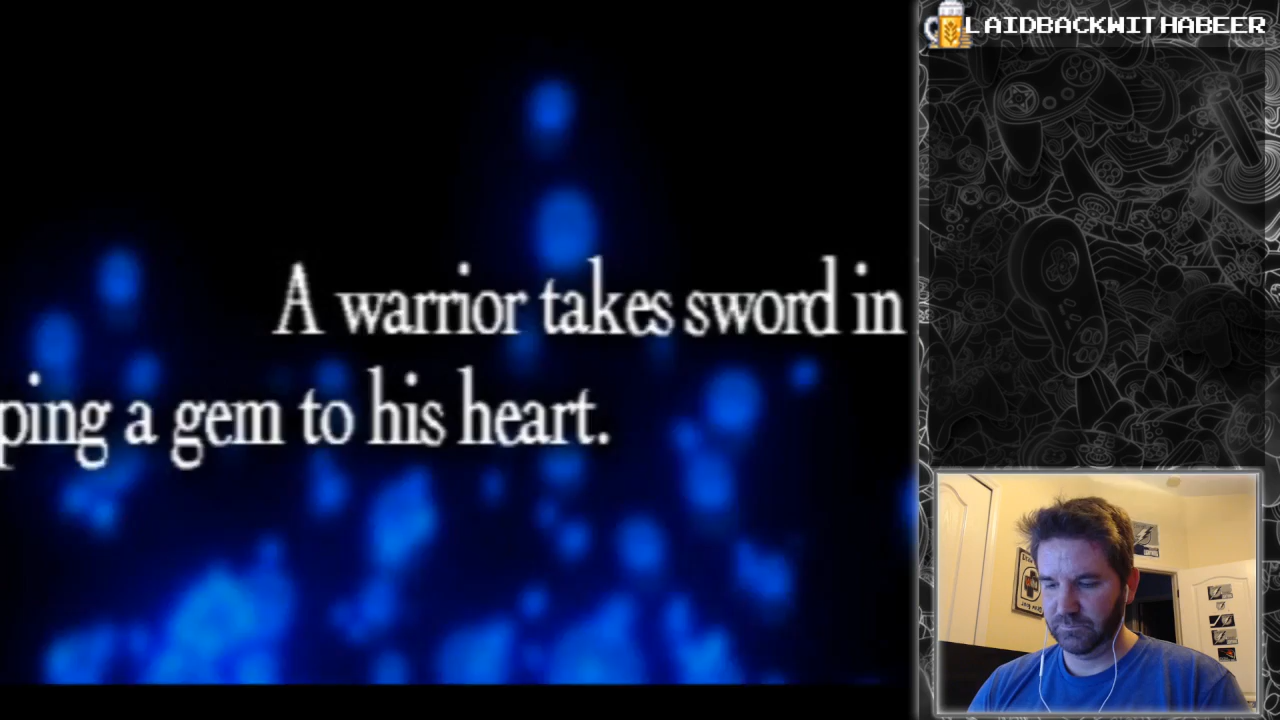 LAIDBACKWITHABEER
A warrior takes sword in
ping a gem to his heart.